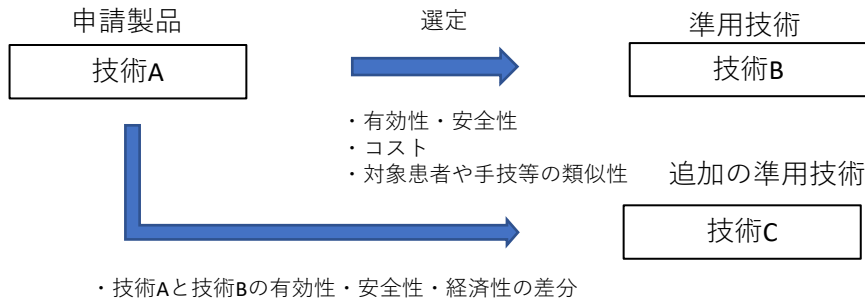 申請製品
選定
準用技術
技術A
技術B
・有効性・安全性
・コスト
・対象患者や手技等の類似性
追加の準用技術
技術C
・技術Aと技術Bの有効性・安全性・経済性の差分